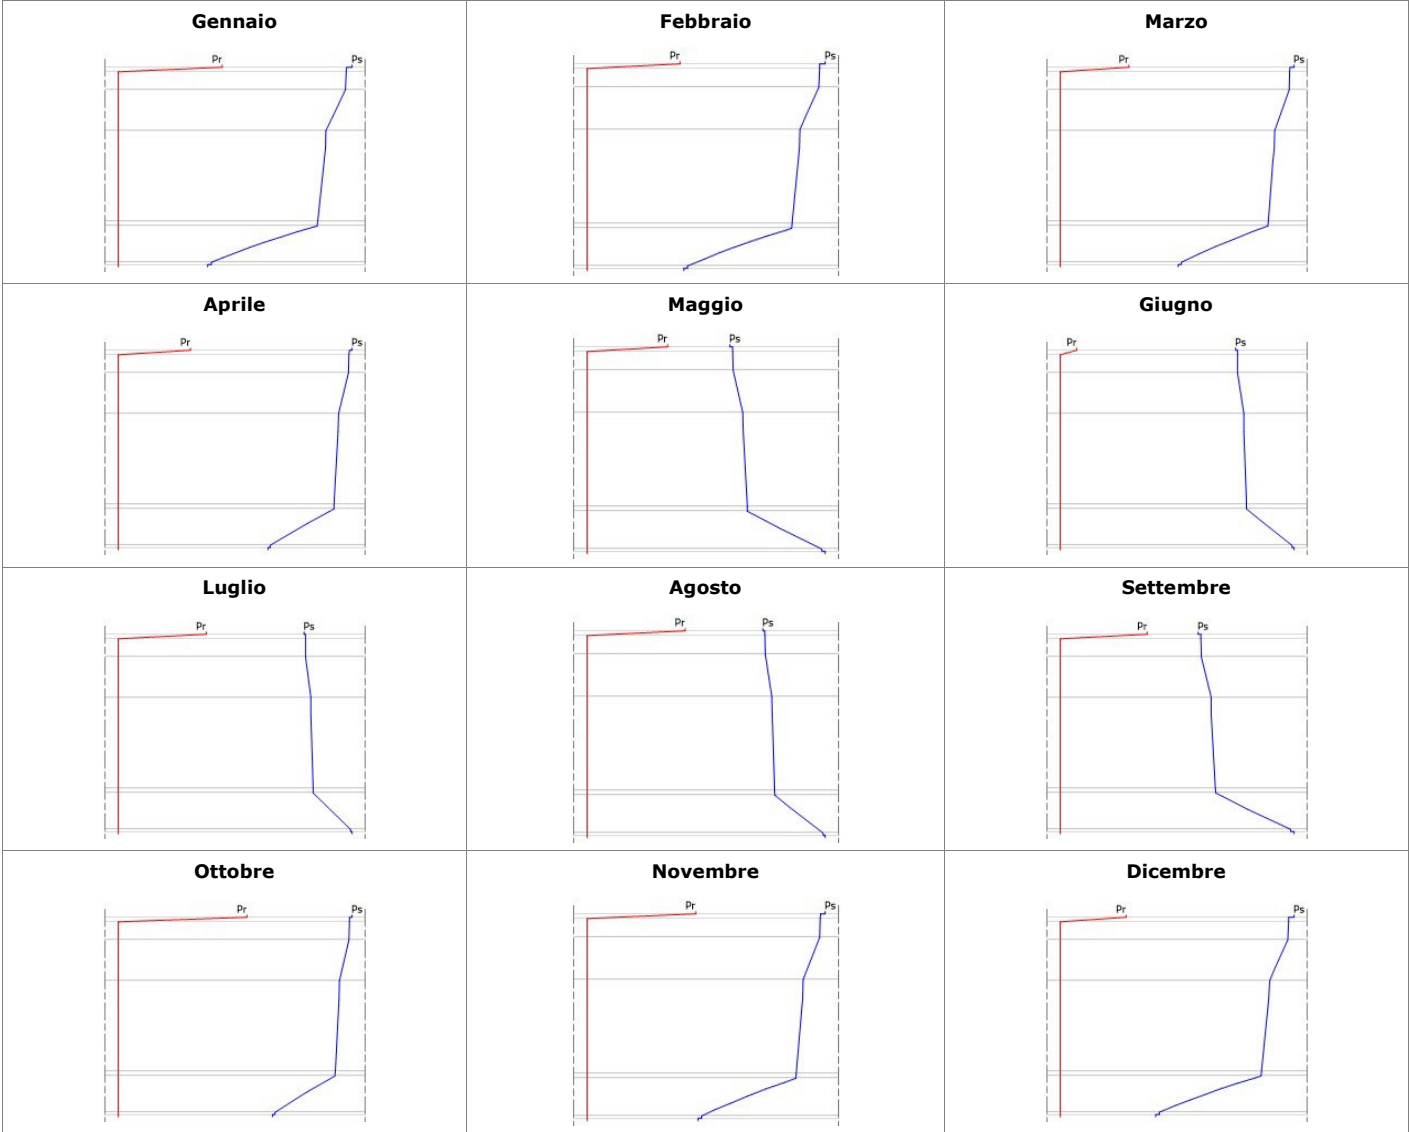 Gennaio Febbraio Marzo
Pr Ps Pr Ps Pr Ps
Aprile Maggio Giugno
Pr Ps Pr Ps Pr Ps
Luglio Agosto Settembre
Pr Ps Pr Ps Pr Ps
Ottobre Novembre Dicembre
Pr Ps Pr Ps Pr Ps